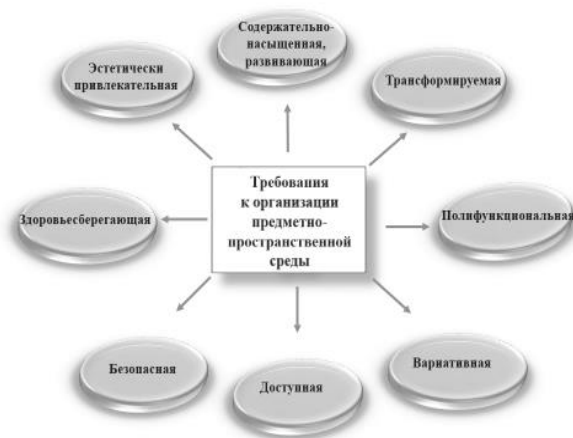 Содержательно-
насыщенная,
развивающая
Эстетически
привлекательная
Трансформируемая
Требования
к организации
предметно-
пространственной
среды
Здоровьесберегающая
Полифункциональная
Безопасная
Доступная
Вариативная